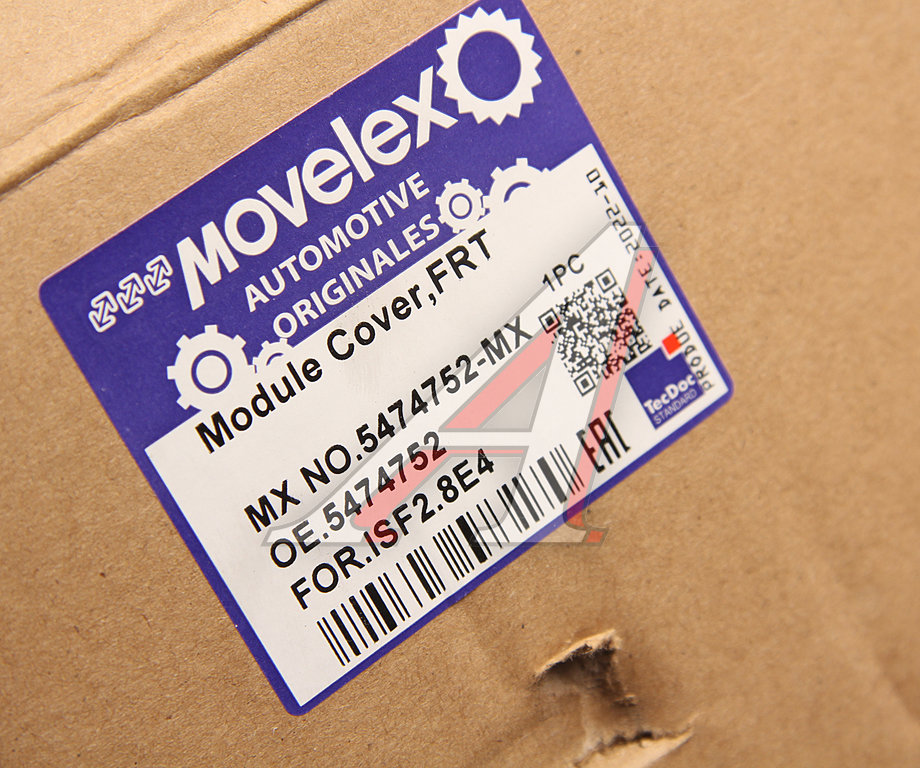 Movelex
AUTOMOTIVE
ORIGINALES
Module Cover,FRT
1PC
MX NO.5474752-MX
OE.5474752
FOR.ISF2.8E4
PRODUE DATE:2022-10
TecDoc
STANDARD
EAC